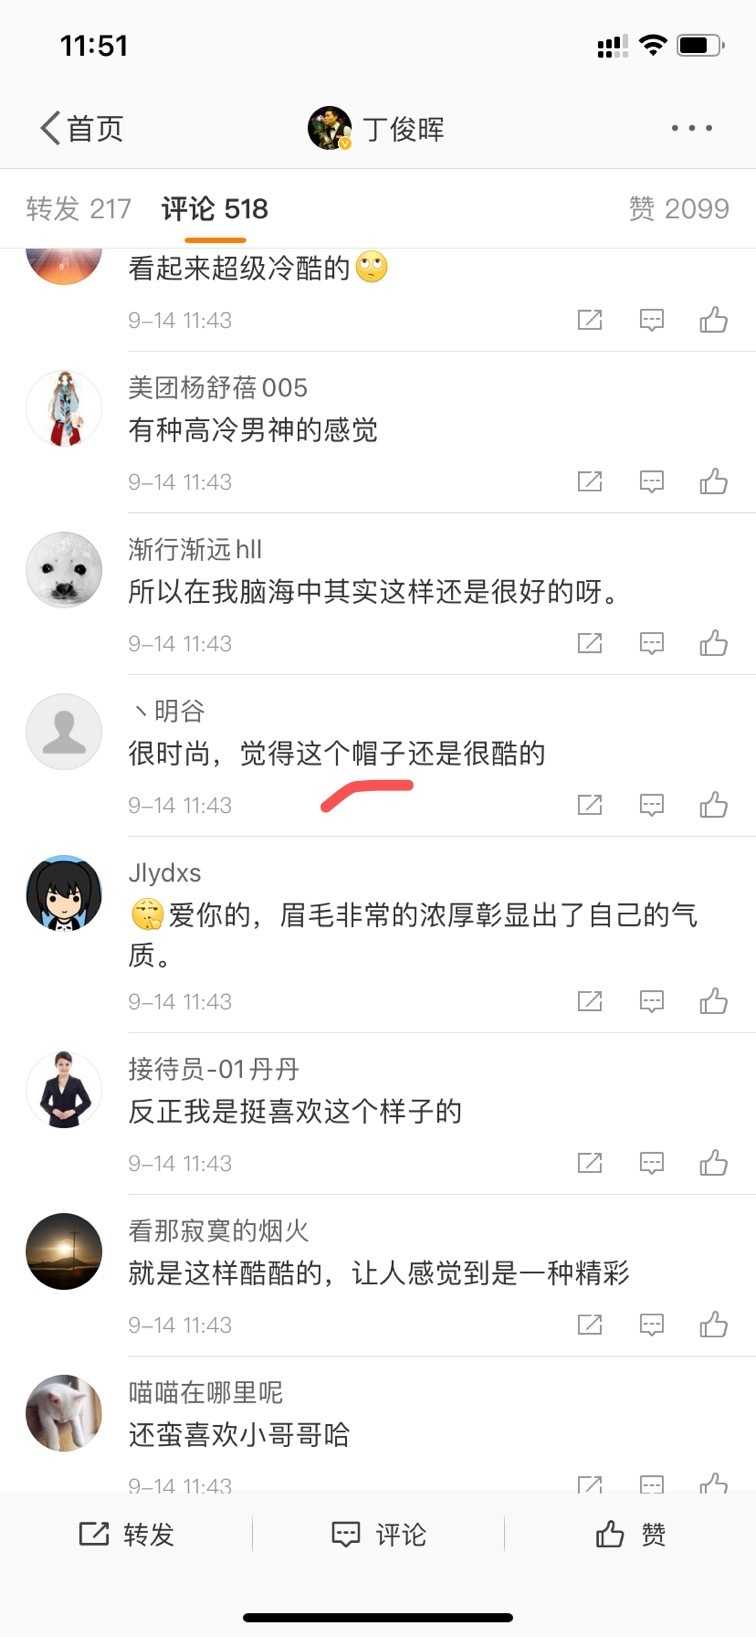 11:51
首页
丁俊晖
转发 217 评论 518 赞 2099
看起来超级冷酷的🙄
9-14 11:43
美团杨舒蓓005
有种高冷男神的感觉
9-14 11:43
渐行渐远hll
所以在我脑海中其实这样还是很好的呀。
9-14 11:43
丶明谷
很时尚，觉得这个帽子还是很酷的
9-14 11:43
Jlydxs
爱你的，眉毛非常的浓厚彰显出了自己的气
质。
9-14 11:43
接待员-01丹丹
反正我是挺喜欢这个样子的
9-14 11:43
看那寂寞的烟火
就是这样酷酷的，让人感觉到是一种精彩
9-14 11:43
喵喵在哪里呢
还蛮喜欢小哥哥哈
9-14 11:43
转发 评论 赞